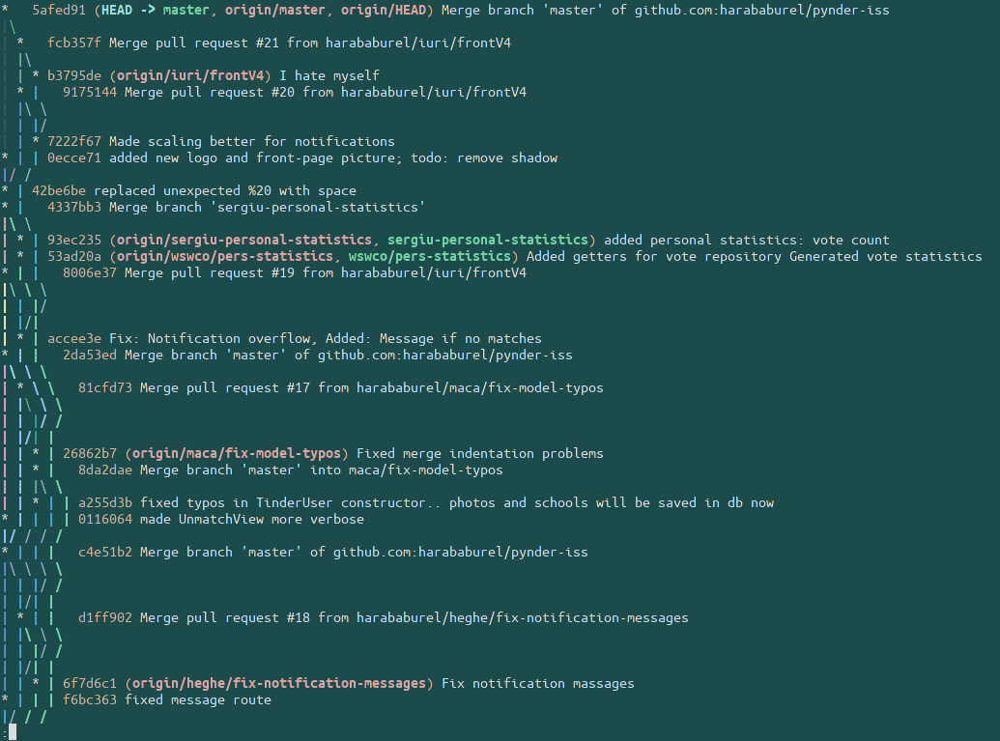 *   5afed91 (HEAD -> master, origin/master, origin/HEAD) Merge branch 'master' of github.com:harababurel/pynder-iss
|\
| *   fcb357f Merge pull request #21 from harababurel/iuri/frontV4
| |\
| | * b3795de (origin/iuri/frontV4) I hate myself
| * |   9175144 Merge pull request #20 from harababurel/iuri/frontV4
| |\ \
| | |/
| | * 7222f67 Made scaling better for notifications
* | | 0ecce71 added new logo and front-page picture; todo: remove shadow
|/ /
* | 42be6be replaced unexpected %20 with space
* |   4337bb3 Merge branch 'sergiu-personal-statistics'
|\ \
| * | 93ec235 (origin/sergiu-personal-statistics, sergiu-personal-statistics) added personal statistics: vote count
| * | 53ad20a (origin/wswco/pers-statistics, wswco/pers-statistics) Added getters for vote repository Generated vote statistics
* | |   8006e37 Merge pull request #19 from harababurel/iuri/frontV4
|\ \ \
| | |/
| |/|
| * | accee3e Fix: Notification overflow, Added: Message if no matches
* | |   2da53ed Merge branch 'master' of github.com:harababurel/pynder-iss
|\ \ \
| * \ \   81cfd73 Merge pull request #17 from harababurel/maca/fix-model-typos
| |\ \ \
| | |/ /
| |/| |
| | * | 26862b7 (origin/maca/fix-model-typos) Fixed merge indentation problems
| | * |   8da2dae Merge branch 'master' into maca/fix-model-typos
| | |\ \
| | * | | a255d3b fixed typos in TinderUser constructor.. photos and schools will be saved in db now
* | | | | 0116064 made UnmatchView more verbose
|/ / / /
* | | |   c4e51b2 Merge branch 'master' of github.com:harababurel/pynder-iss
|\ \ \ \
| | |/ /
| |/| |
| * | |   d1ff902 Merge pull request #18 from harababurel/heghe/fix-notification-messages
| |\ \ \
| | |/ /
| |/| |
| | * | 6f7d6c1 (origin/heghe/fix-notification-messages) Fix notification massages
* | | | f6bc363 fixed message route
|/ / /
: